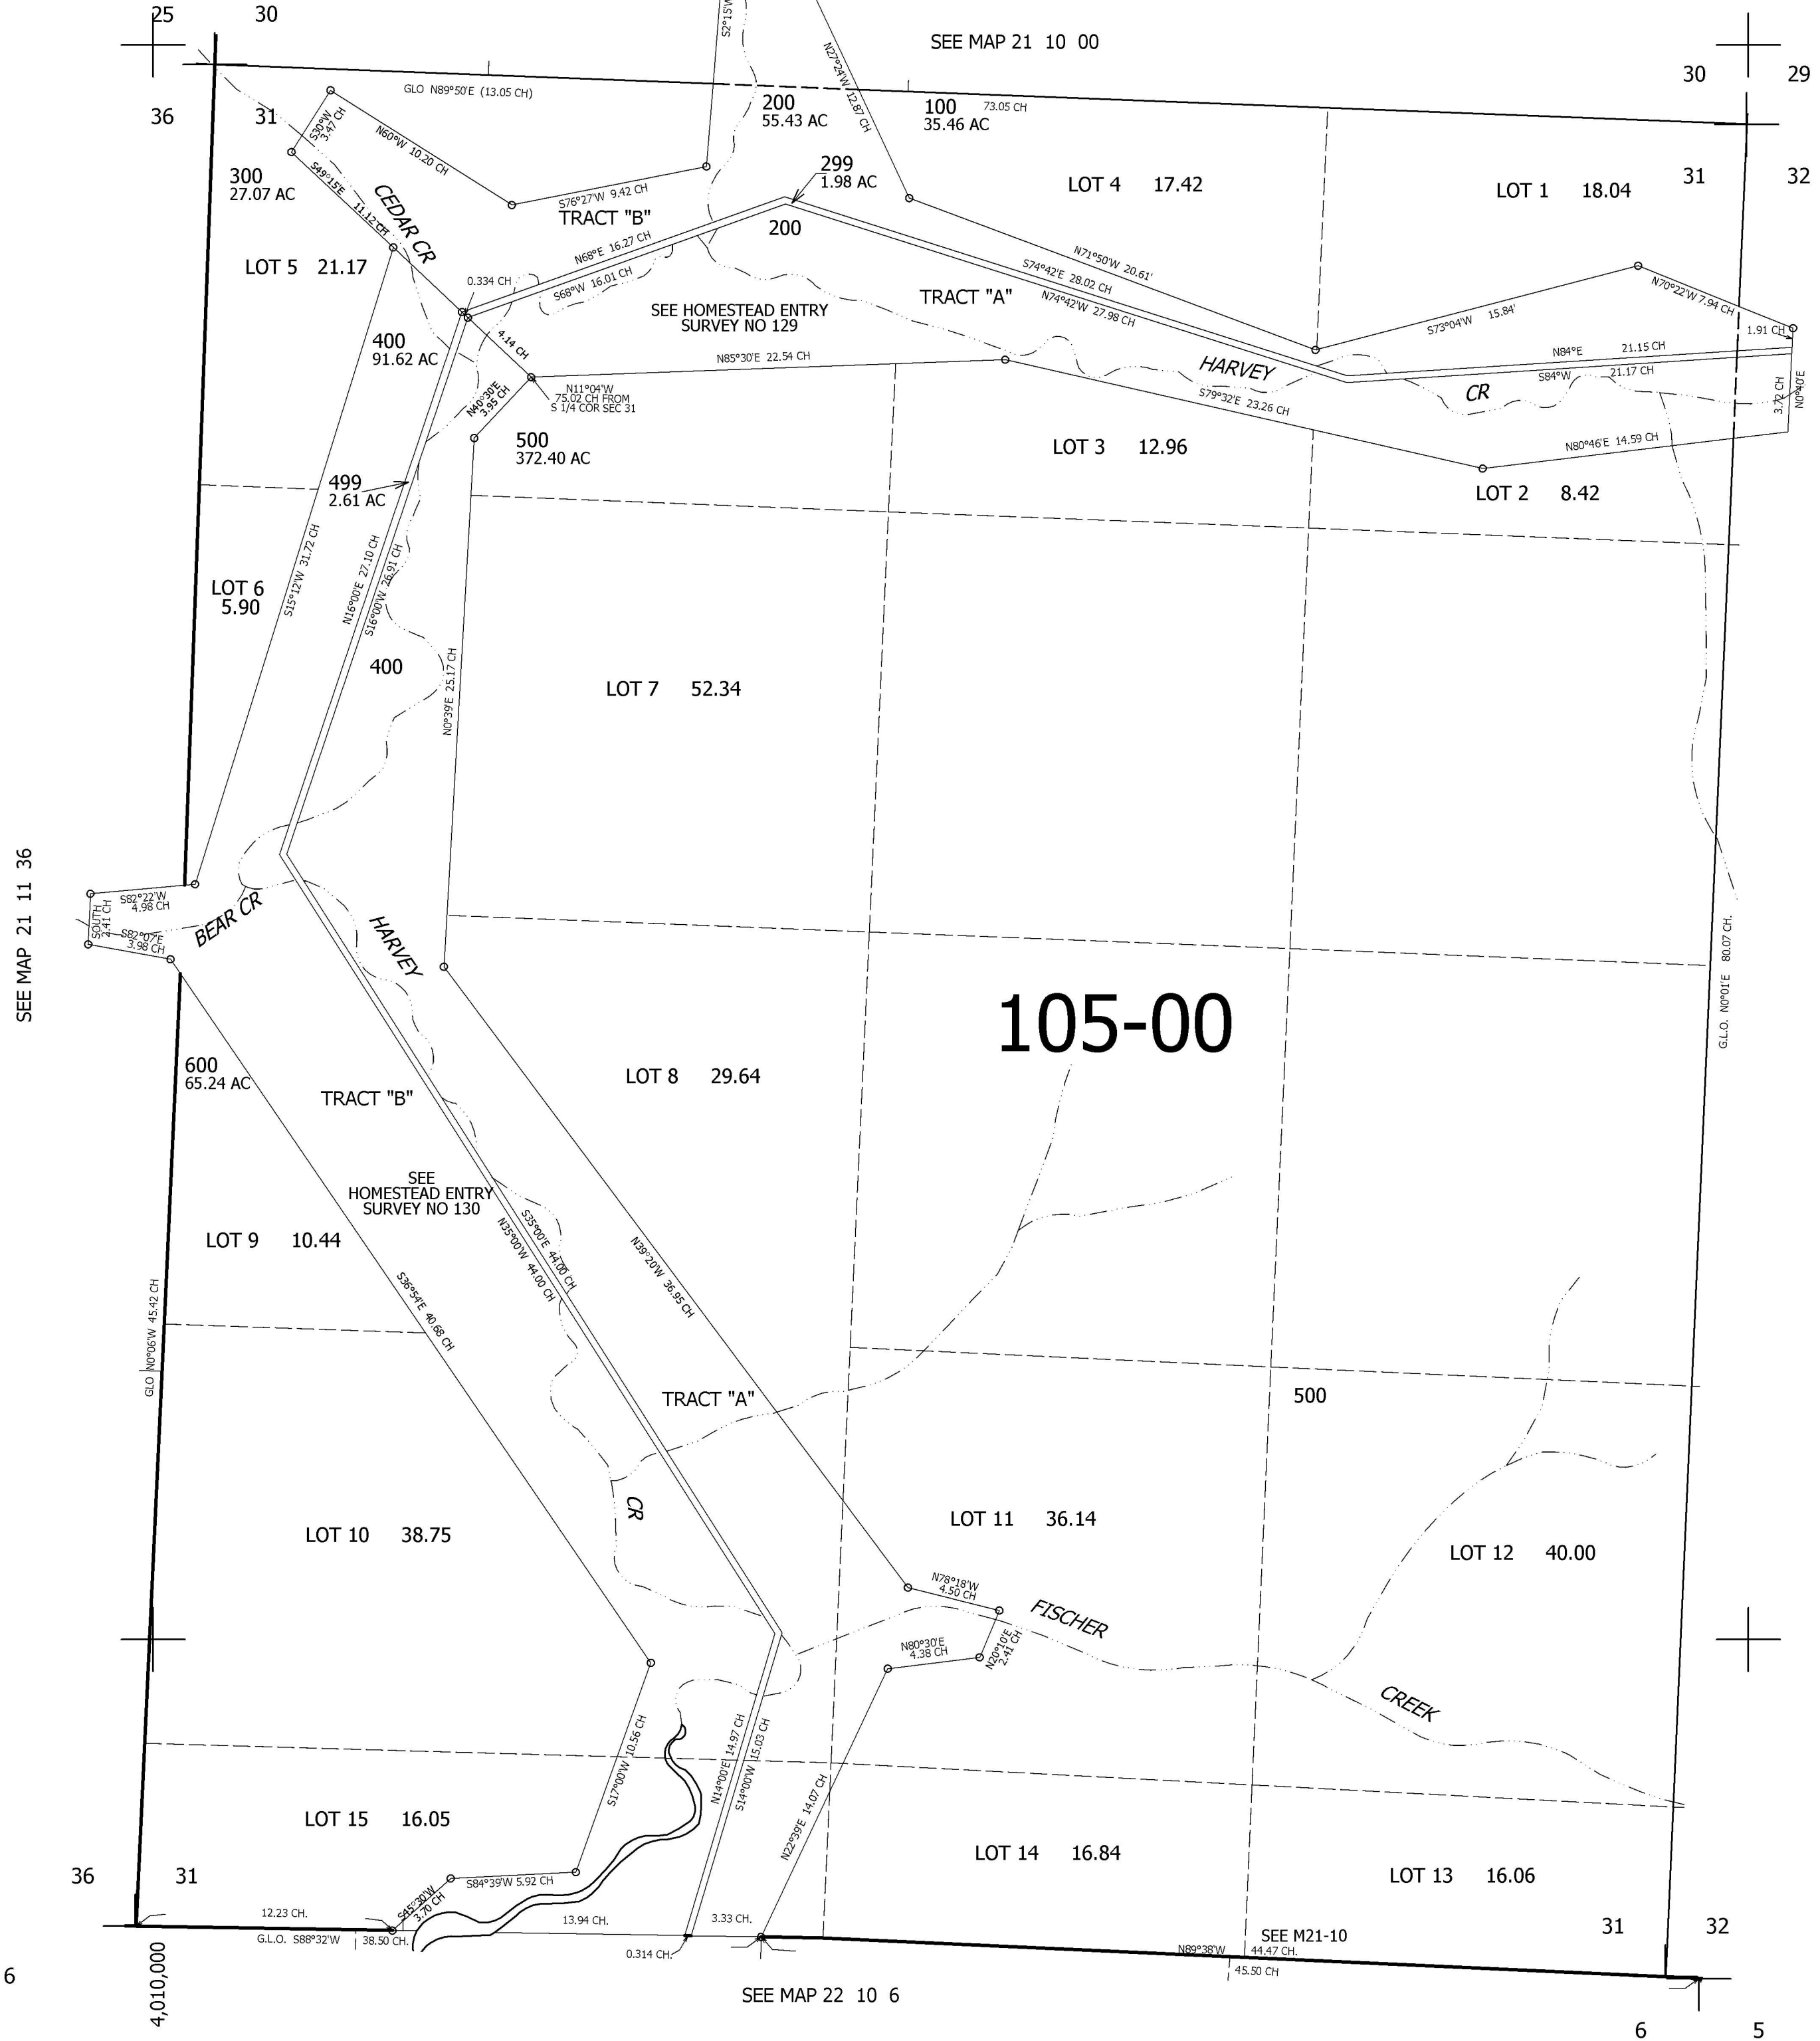 25
30
S2°15'W
SEE MAP 21 10 00
30
29
N27°24'W 12.87 CH
GLO N89°50'E (13.05 CH)
36
31
200
55.43 AC
100
35.46 AC
73.05 CH
S30°W
3.47 CH
N60°W 10.20 CH
299
1.98 AC
31
32
300
27.07 AC
S49°15'E
11.12 CH
CEDAR CR
S76°27'W 9.42 CH
TRACT "B"
LOT 4 17.42
LOT 1 18.04
200
N68°E 16.27 CH
S68°W 16.01 CH
N71°50'W 20.61'
LOT 5 21.17
0.334 CH
S74°42'E 28.02 CH
N74°42'W 27.98 CH
TRACT "A"
N70°22'W 7.94 CH
S73°04'W 15.84'
1.91 CH
SEE HOMESTEAD ENTRY
SURVEY NO 129
400
91.62 AC
4.14 CH
N85°30'E 22.54 CH
HARVEY
CR
N84°E 21.15 CH
S84°W 21.17 CH
3.72 CH
N0°40'E
N11°04'W
75.02 CH FROM
S 1/4 COR SEC 31
N40°30'E
3.95 CH
S79°32'E 23.26 CH
500
372.40 AC
LOT 3 12.96
N80°46'E 14.59 CH
499
2.61 AC
LOT 2 8.42
S15°12'W 31.72 CH
N16°00'E 27.10 CH
S16°00'W 26.91 CH
LOT 6
5.90
400
N0°39'E 25.17 CH
LOT 7 52.34
SEE MAP 21 11 36
S82°22'W
4.98 CH
SOUTH
2.41 CH
S82°07'E
3.98 CH
BEAR CR
HARVEY
G.L.O. N0°01'E 80.07 CH.
105-00
600
65.24 AC
TRACT "B"
LOT 8 29.64
SEE
HOMESTEAD ENTRY
SURVEY NO 130
S35°00'E 44.00 CH
N35°00'W 44.00 CH
LOT 9 10.44
N39°20'W 36.95 CH
S36°54'E 40.68 CH
GLO N0°06'W 45.42 CH
TRACT "A"
500
CR
LOT 10 38.75
LOT 11 36.14
LOT 12 40.00
N78°18'W
4.50 CH
FISCHER
N80°30'E
4.38 CH
N20°10'E
2.41 CH
CREEK
S17°00'W 10.56 CH
N14°00'E 14.97 CH
S14°00'W 15.03 CH
N22°39'E 14.07 CH
LOT 15 16.05
LOT 14 16.84
LOT 13 16.06
36
31
S84°39'W 5.92 CH
S45°30'W
3.70 CH
12.23 CH.
13.94 CH.
3.33 CH.
31
32
G.L.O. S88°32'W
38.50 CH.
0.314 CH.
SEE M21-10
N89°38'W
44.47 CH.
45.50 CH
6
4,010,000
SEE MAP 22 10 6
6
5